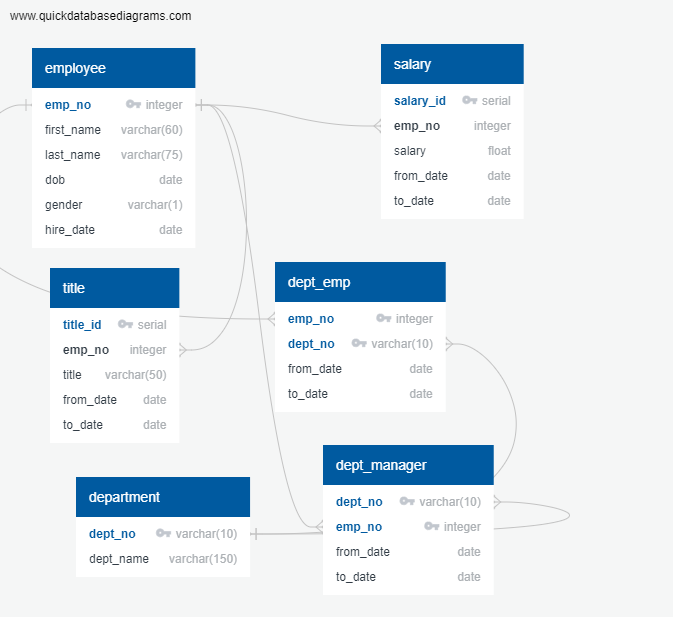 www.quickdatabasediagrams.com
employee
emp_no integer
first_name varchar(60)
last_name varchar(75)
dob date
gender varchar(1)
hire_date date
salary
salary_id serial
emp_no integer
salary float
from_date date
to_date date
title
title_id serial
emp_no integer
title varchar(50)
from_date date
to_date date
dept_emp
emp_no integer
dept_no varchar(10)
from_date date
to_date date
department
dept_no varchar(10)
dept_name varchar(150)
dept_manager
dept_no varchar(10)
emp_no integer
from_date date
to_date date